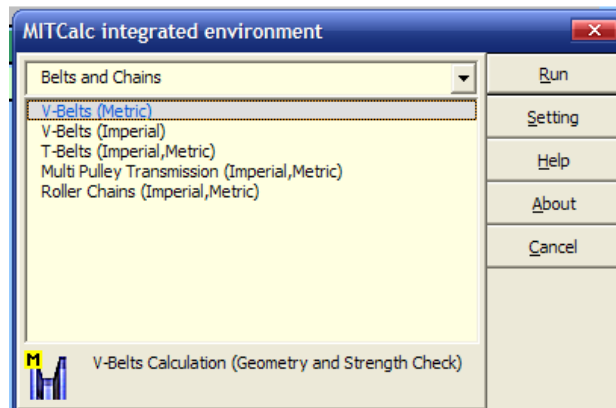 MITCalc integrated environment
Belts and Chains
V-Belts (Metric)
V-Belts (Imperial)
T-Belts (Imperial,Metric)
Multi Pulley Transmission (Imperial,Metric)
Roller Chains (Imperial,Metric)
Run
Setting
Help
About
Cancel
M
V-Belts Calculation (Geometry and Strength Check)